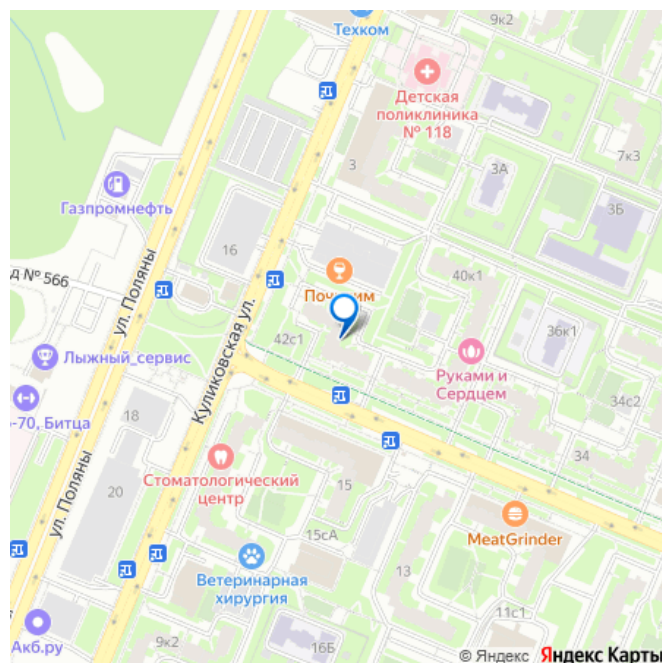 9к2
Техком
Детская
поликлиника
№ 118
7к3
3
3А
Газпромнефть
3Б
16
д № 566
40к1
ул. Поляны
Куликовская ул.
42с1
36к1
Лыжный_сервис
Руками и
Сердцем
34с2
-70, Битца
18
34
Стоматологический
центр
20
15
ул. Поляны
15сА
MeatGrinder
Ветеринарная
хирургия
13
11с1
Акб.ру
9к2
16Б
© Яндекс Яндекс Карты